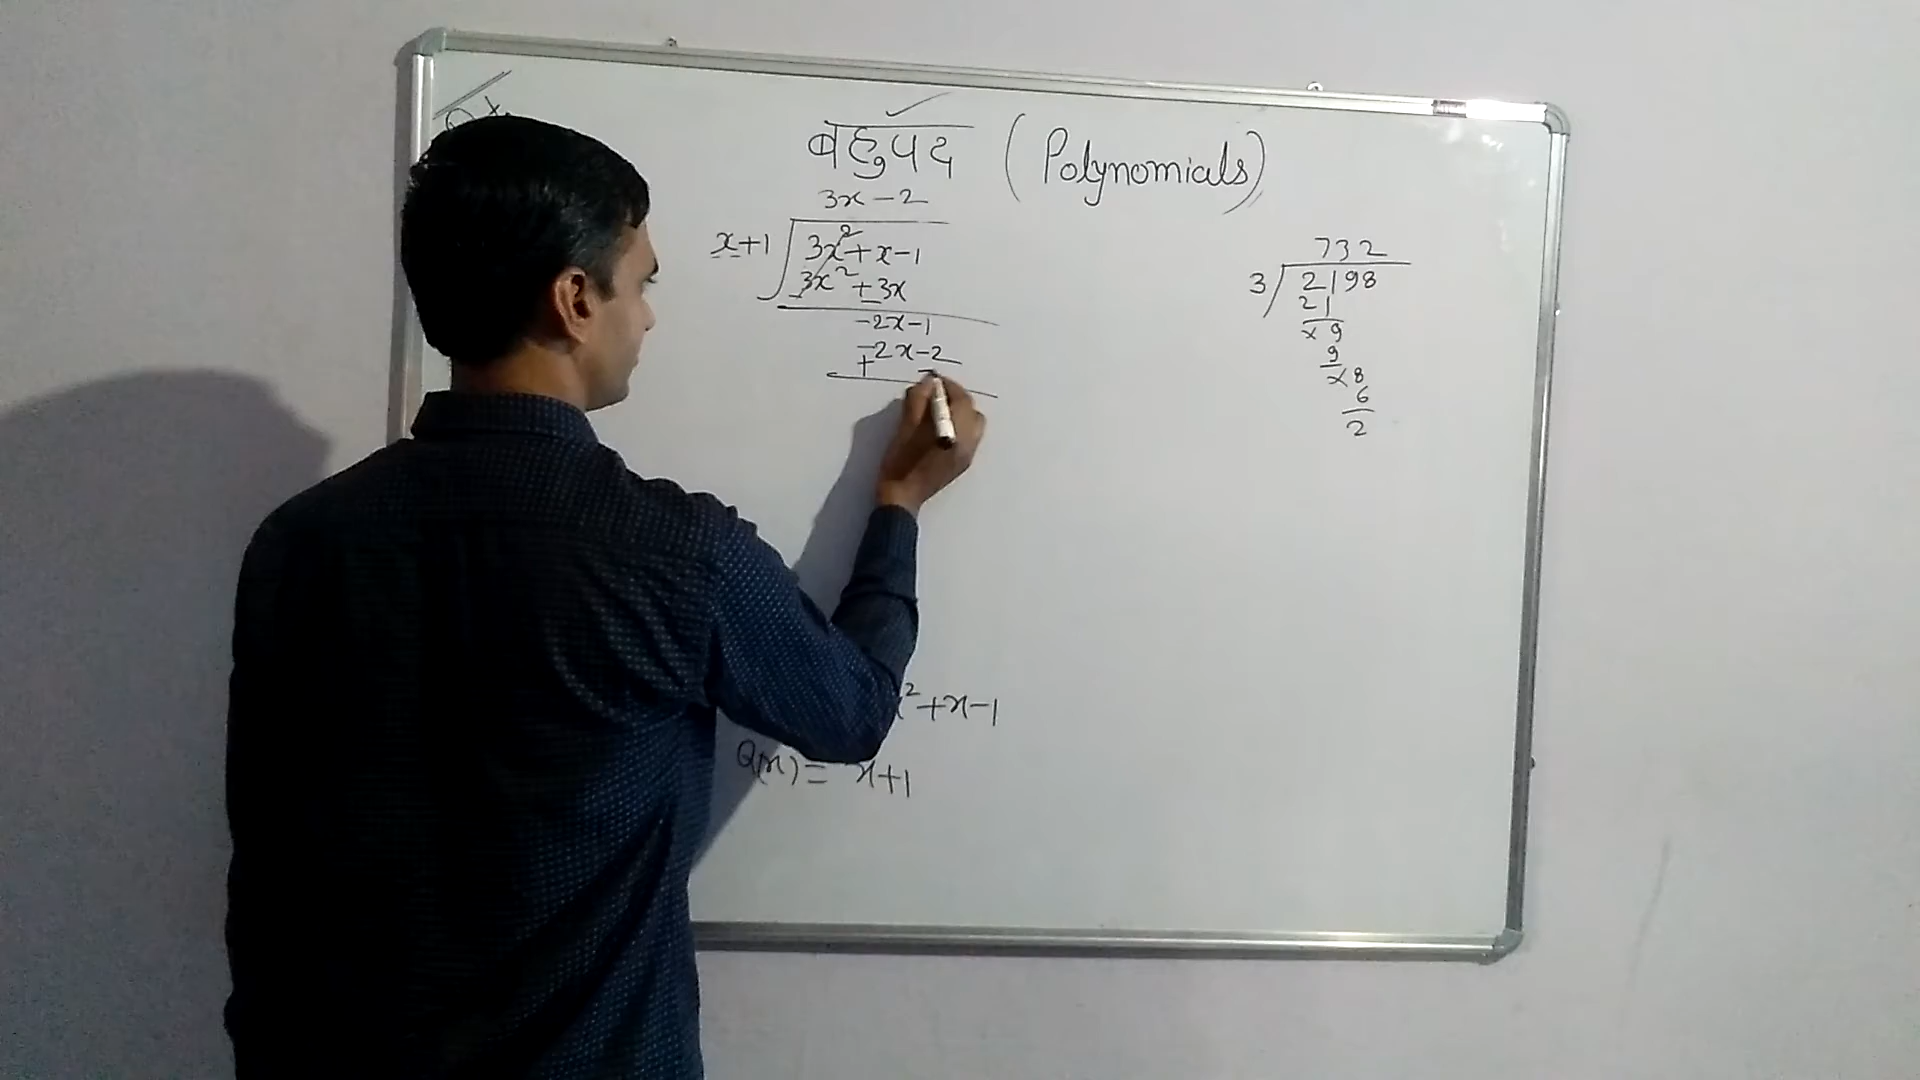 बहुपद (Polynomials)
3x - 2
x+1 3x²+x-1
3x²+3x
- -
-2x-1
-2x-2
+
x²+x-1
Q(x) = x+1
732
3 2198
21
x 9
9
x 8
6
2